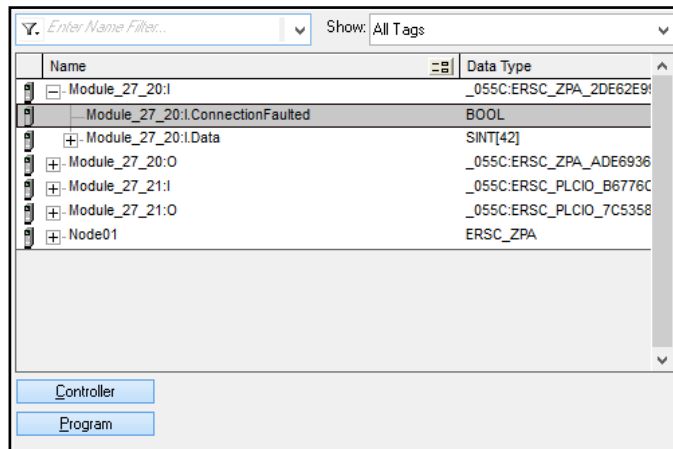 Enter Name Filter... Show: All Tags
Name Data Type
Module_27_20:I _055C:ERSC_ZPA_2DE62E9
Module_27_20:I.ConnectionFaulted BOOL
Module_27_20:I.Data SINT[42]
Module_27_20:O _055C:ERSC_ZPA_ADE6936
Module_27_21:I _055C:ERSC_PLCIO_B6776C
Module_27_21:O _055C:ERSC_PLCIO_7C5358
Node01 ERSC_ZPA
Controller
Program